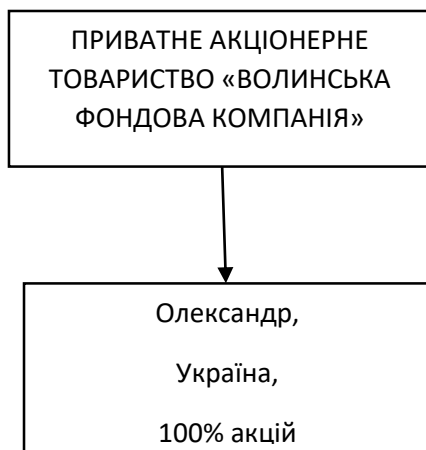 ПРИВАТНЕ АКЦІОНЕРНЕ
ТОВАРИСТВО «ВОЛИНСЬКА
ФОНДОВА КОМПАНІЯ»
Олександр,
Україна,
100% акцій